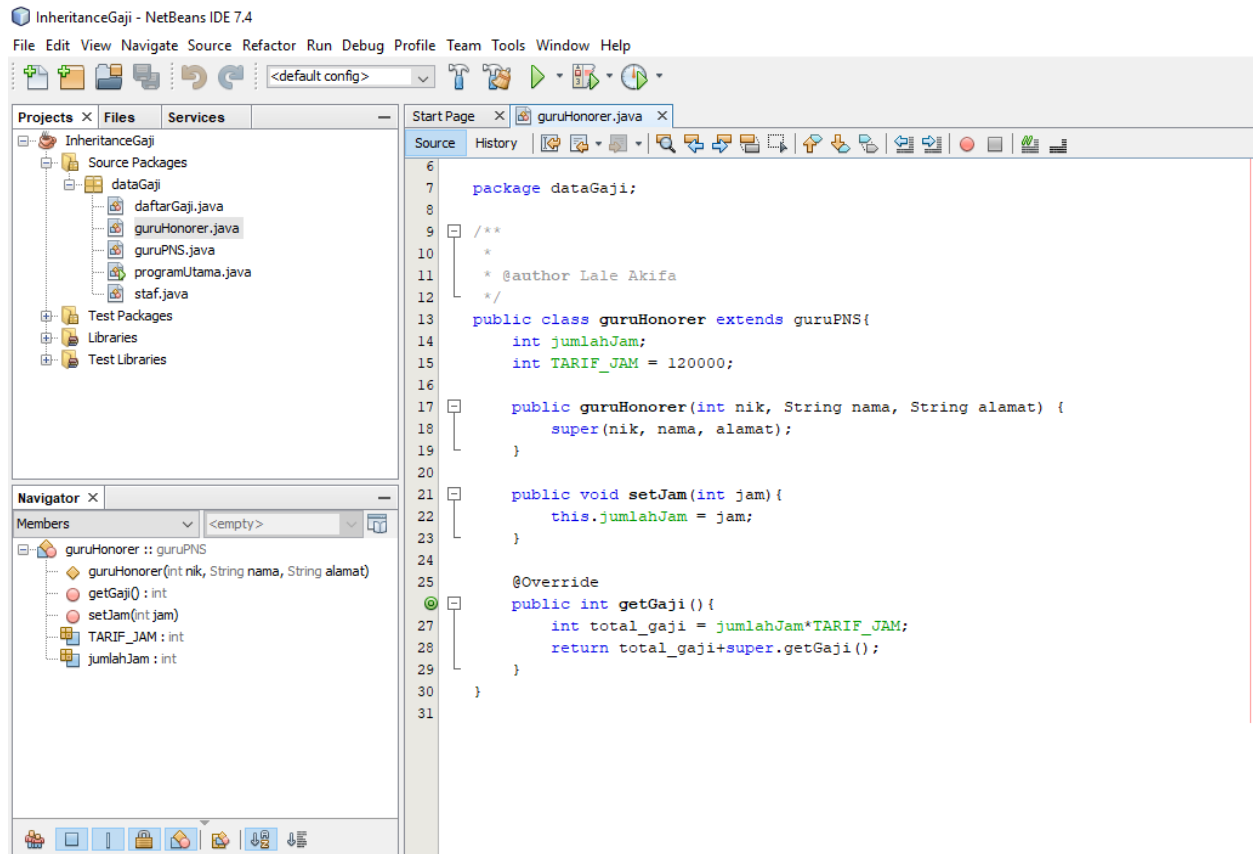 InheritanceGaji - NetBeans IDE 7.4
File Edit View Navigate Source Refactor Run Debug Profile Team Tools Window Help
<default config>
Projects Files Services
InheritanceGaji
Source Packages
dataGaji
daftarGaji.java
guruHonorer.java
guruPNS.java
programUtama.java
staf.java
Test Packages
Libraries
Test Libraries
Navigator
Members <empty>
guruHonorer :: guruPNS
guruHonorer(int nik, String nama, String alamat)
getGaji() : int
setJam(int jam)
TARIF_JAM : int
jumlahJam : int
Start Page guruHonorer.java
Source History
6
7 package dataGaji;
8
9 /**
10 *
11 * @author Lale Akifa
12 */
13 public class guruHonorer extends guruPNS{
14 int jumlahJam;
15 int TARIF_JAM = 120000;
16
17 public guruHonorer(int nik, String nama, String alamat) {
18 super(nik, nama, alamat);
19 }
20
21 public void setJam(int jam){
22 this.jumlahJam = jam;
23 }
24
25 @Override
public int getGaji(){
27 int total_gaji = jumlahJam*TARIF_JAM;
28 return total_gaji+super.getGaji();
29 }
30 }
31